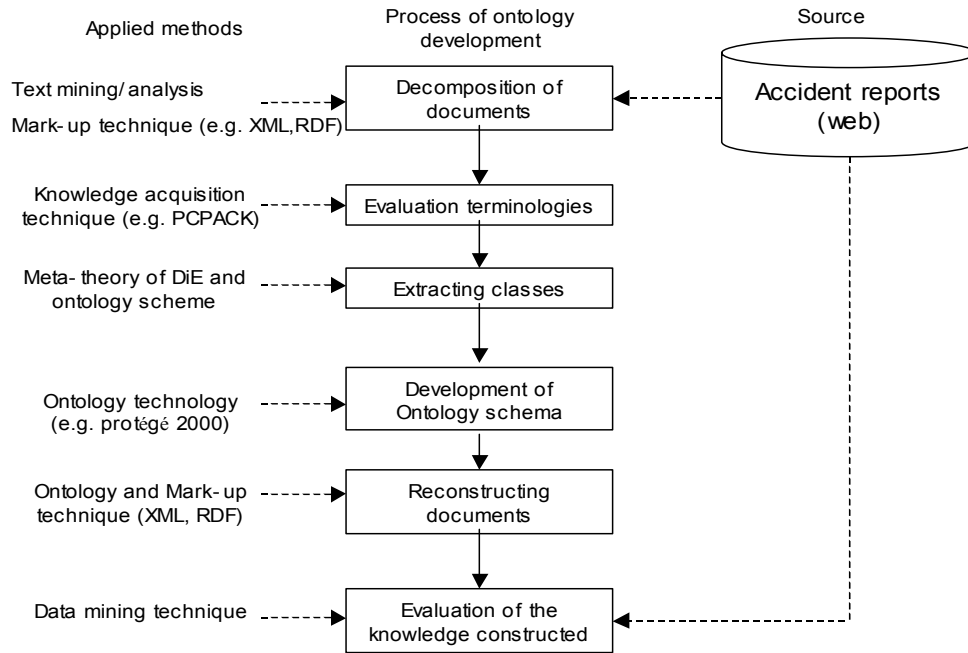 Applied methods
Process of ontology
development
Source
Text mining/ analysis
Mark- up technique (e.g. XML,RDF)
Decomposition of
documents
Accident reports
(web)
Knowledge acquisition
technique (e.g. PCPACK)
Evaluation terminologies
Meta- theory of DiE and
ontology scheme
Extracting classes
Ontology technology
(e.g. protégé 2000)
Development of
Ontology schema
Ontology and Mark- up
technique (XML, RDF)
Reconstructing
documents
Data mining technique
Evaluation of the
knowledge constructed